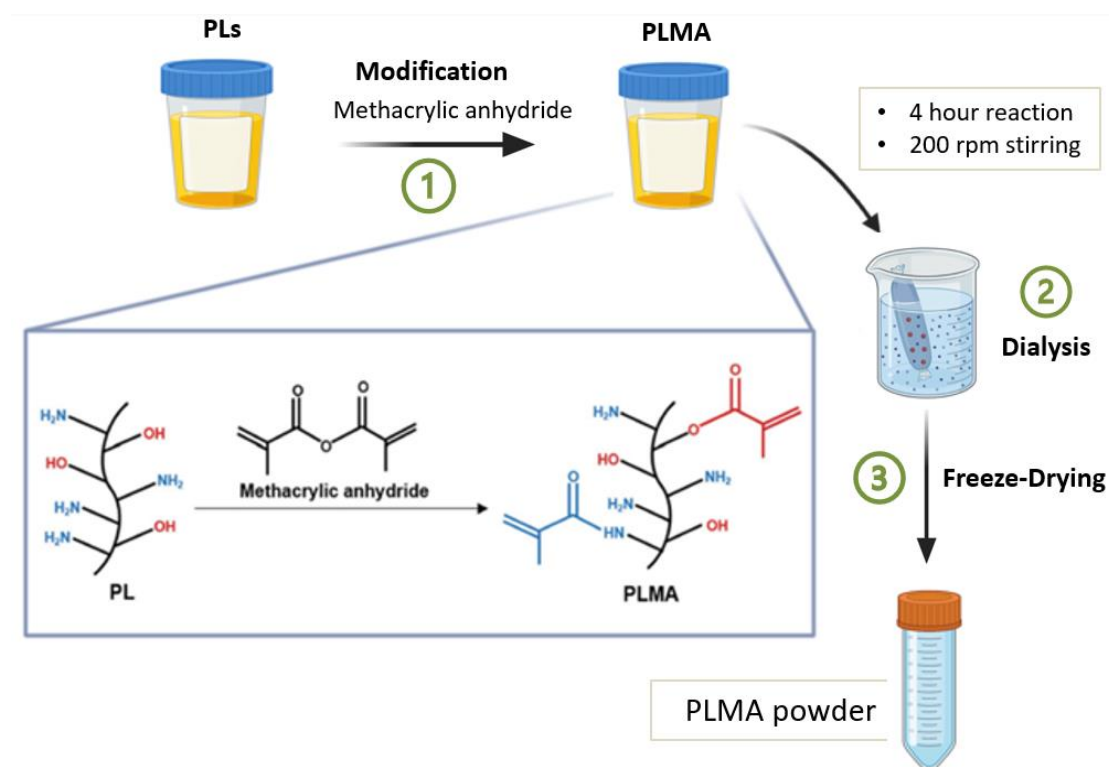 PLs
Modification
Methacrylic anhydride
1
PLMA
• 4 hour reaction
• 200 rpm stirring
2
Dialysis
3
Freeze-Drying
H₂N
OH
HO
NH₂
H₂N
OH
H₂N
PL
O O
O
Methacrylic anhydride
O
H₂N
O
HO
O
NH₂
H₂N
HN
OH
PLMA
PLMA powder